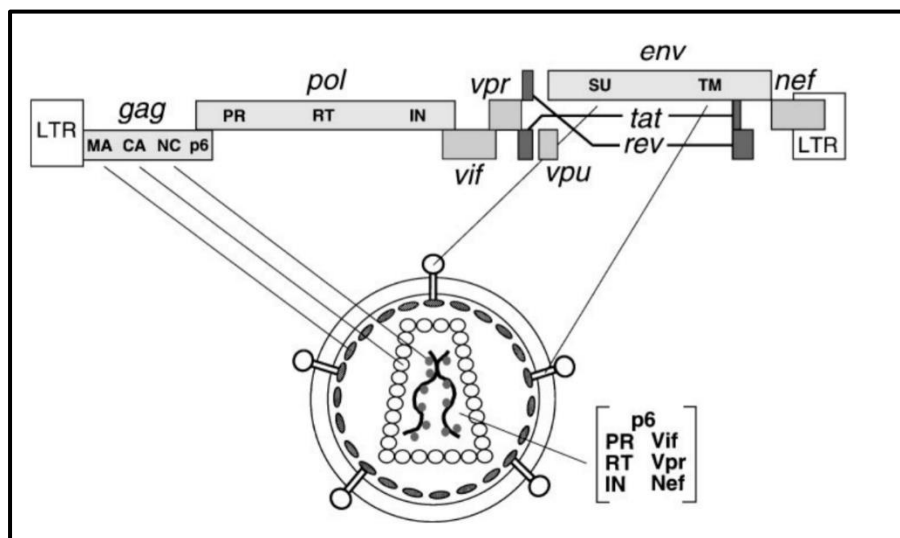 env
pol
vpr
nef
gag
SU TM
PR RT IN
LTR
tat
MA CA NC p6
rev
LTR
vif
vpu
p6
PR Vif
RT Vpr
IN Nef